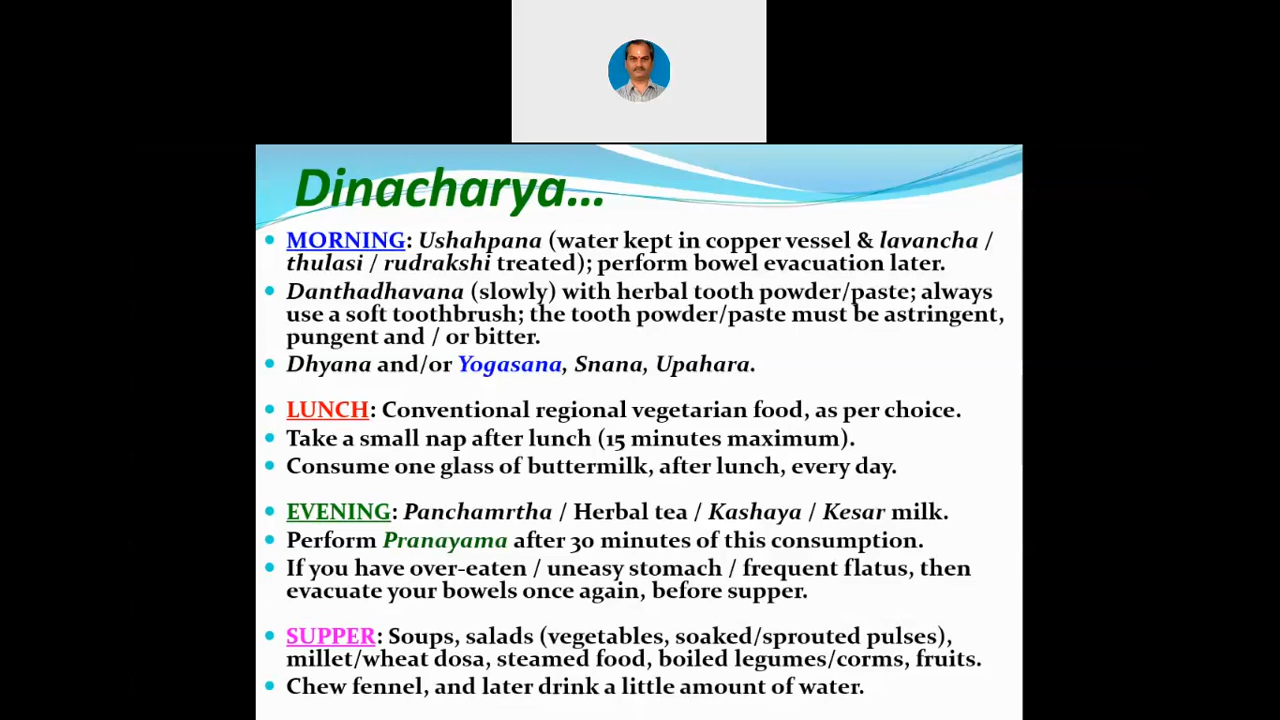 Dinacharya...
• MORNING: Ushahpana (water kept in copper vessel & lavancha /
thulasi / rudrakshi treated); perform bowel evacuation later.
• Danthadhavana (slowly) with herbal tooth powder/paste; always
use a soft toothbrush; the tooth powder/paste must be astringent,
pungent and / or bitter.
• Dhyana and/or Yogasana, Snana, Upahara.
• LUNCH: Conventional regional vegetarian food, as per choice.
• Take a small nap after lunch (15 minutes maximum).
• Consume one glass of buttermilk, after lunch, every day.
• EVENING: Panchamrtha / Herbal tea / Kashaya / Kesar milk.
• Perform Pranayama after 30 minutes of this consumption.
• If you have over-eaten / uneasy stomach / frequent flatus, then
evacuate your bowels once again, before supper.
• SUPPER: Soups, salads (vegetables, soaked/sprouted pulses),
millet/wheat dosa, steamed food, boiled legumes/corms, fruits.
• Chew fennel, and later drink a little amount of water.